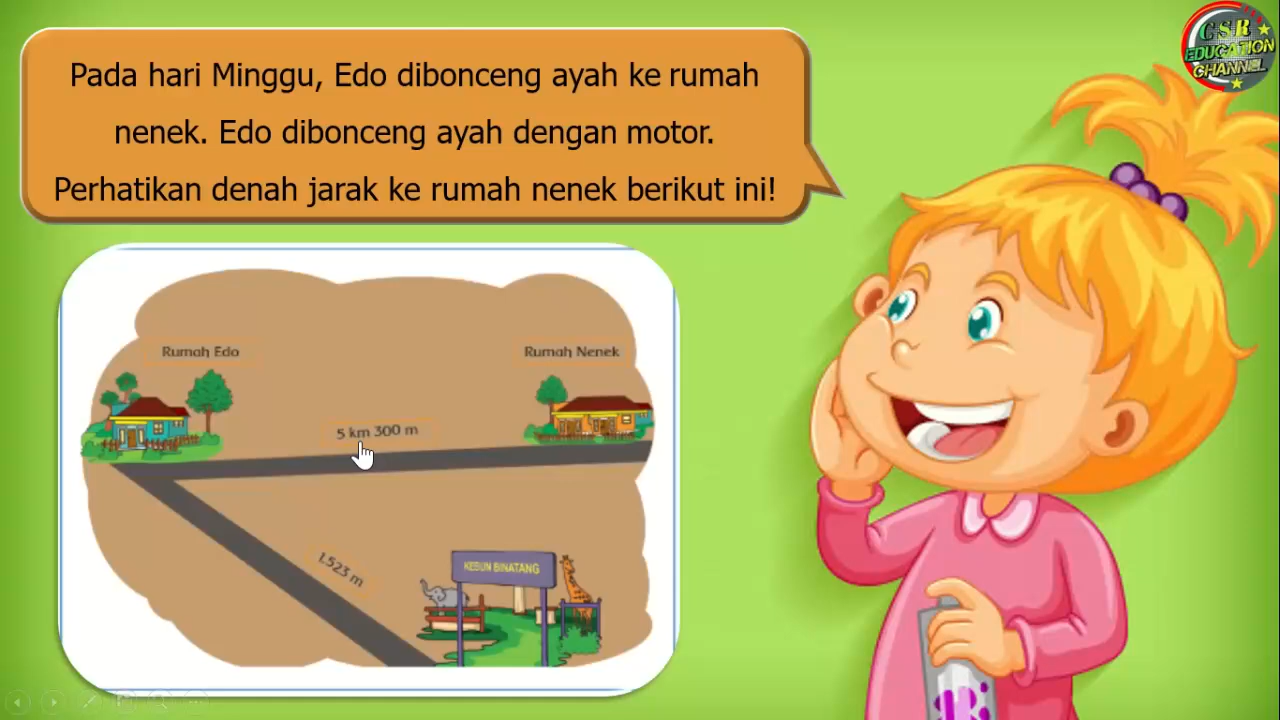 CSR
EDUCATION
CHANNEL
Pada hari Minggu, Edo dibonceng ayah ke rumah
nenek. Edo dibonceng ayah dengan motor.
Perhatikan denah jarak ke rumah nenek berikut ini!
Rumah Edo
Rumah Nenek
5 km 300 m
1.523 m
KEBUN BINATANG